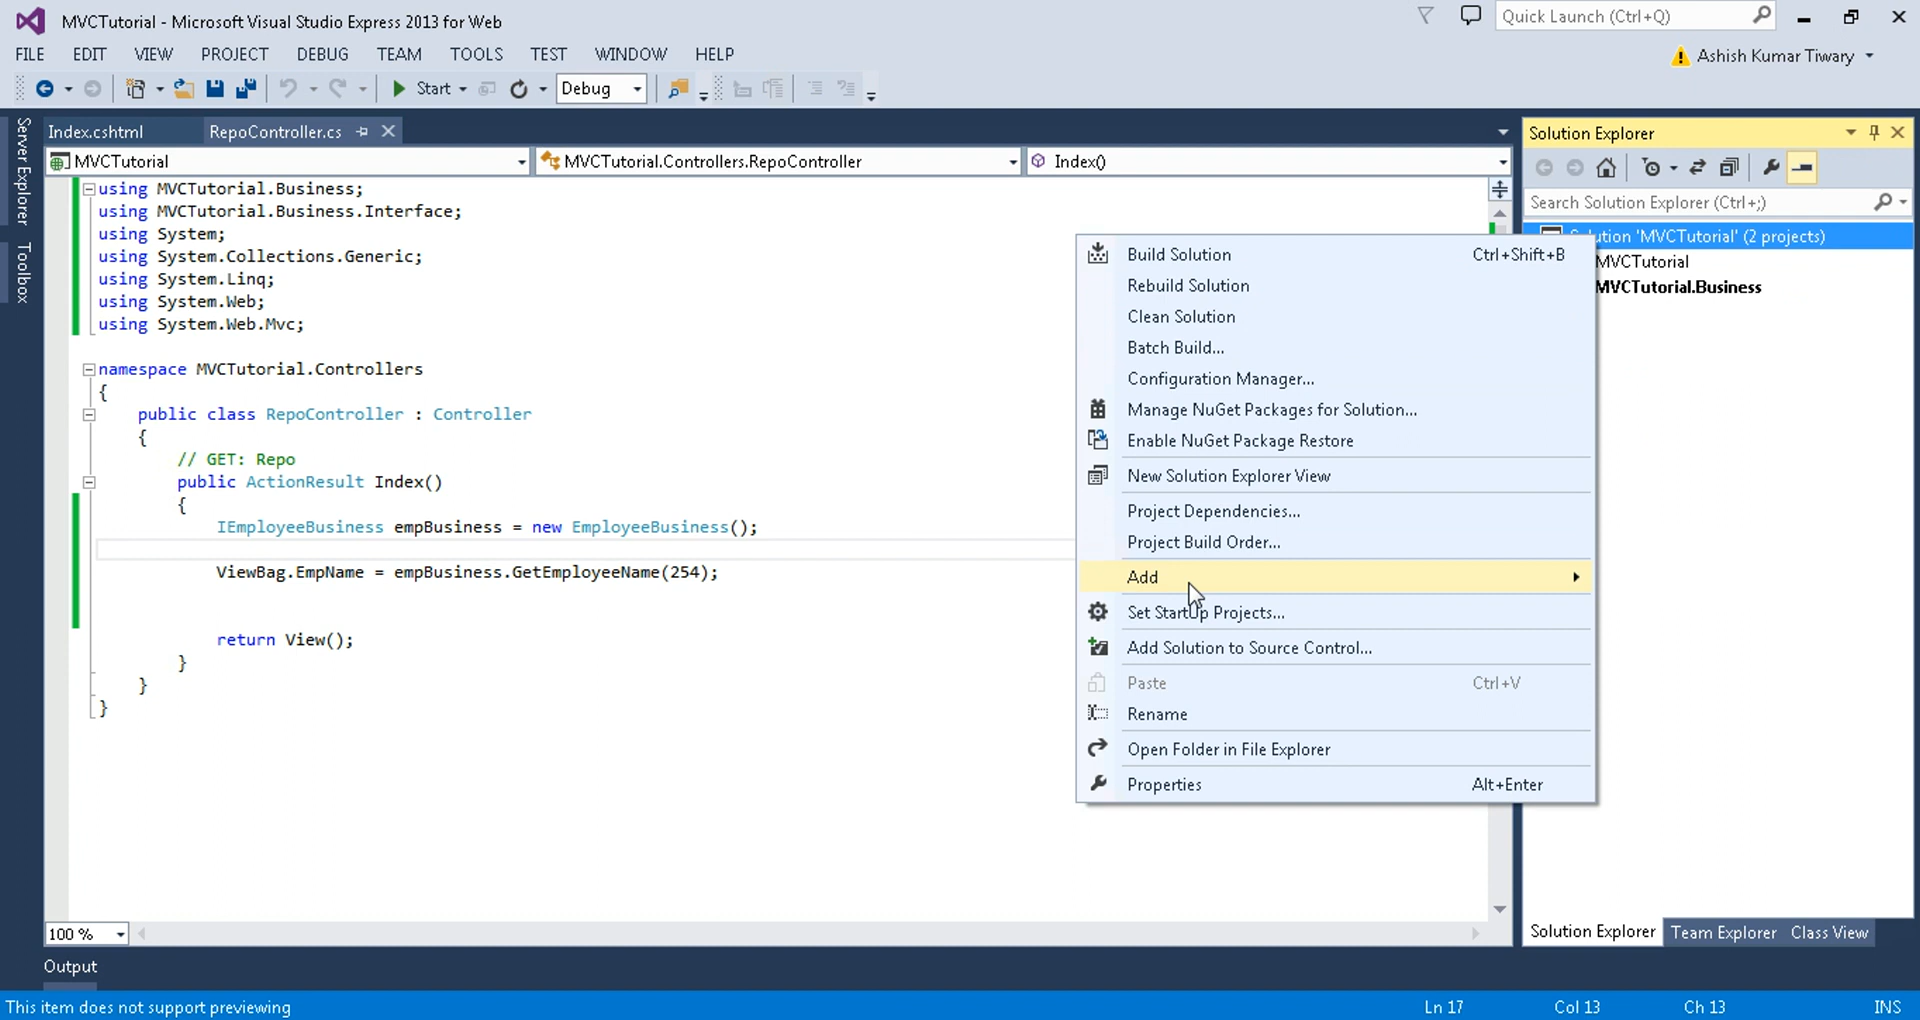 MVCTutorial - Microsoft Visual Studio Express 2013 for Web
Quick Launch (Ctrl+Q)
FILE EDIT VIEW PROJECT DEBUG TEAM TOOLS TEST WINDOW HELP
Ashish Kumar Tiwary
Start Debug
Server Explorer
Toolbox
Index.cshtml RepoController.cs
MVCTutorial MVCTutorial.Controllers.RepoController Index()
using MVCTutorial.Business;
using MVCTutorial.Business.Interface;
using System;
using System.Collections.Generic;
using System.Linq;
using System.Web;
using System.Web.Mvc;
namespace MVCTutorial.Controllers
{
public class RepoController : Controller
{
// GET: Repo
public ActionResult Index()
{
IEmployeeBusiness empBusiness = new EmployeeBusiness();
ViewBag.EmpName = empBusiness.GetEmployeeName(254);
return View();
}
}
}
Build Solution Ctrl+Shift+B
Rebuild Solution
Clean Solution
Batch Build...
Configuration Manager...
Manage NuGet Packages for Solution...
Enable NuGet Package Restore
New Solution Explorer View
Project Dependencies...
Project Build Order...
Add
Set StartUp Projects...
Add Solution to Source Control...
Paste Ctrl+V
Rename
Open Folder in File Explorer
Properties Alt+Enter
Solution Explorer
Search Solution Explorer (Ctrl+;)
Solution 'MVCTutorial' (2 projects)
MVCTutorial
MVCTutorial.Business
100 %
Solution Explorer Team Explorer Class View
Output
This item does not support previewing Ln 17 Col 13 Ch 13 INS